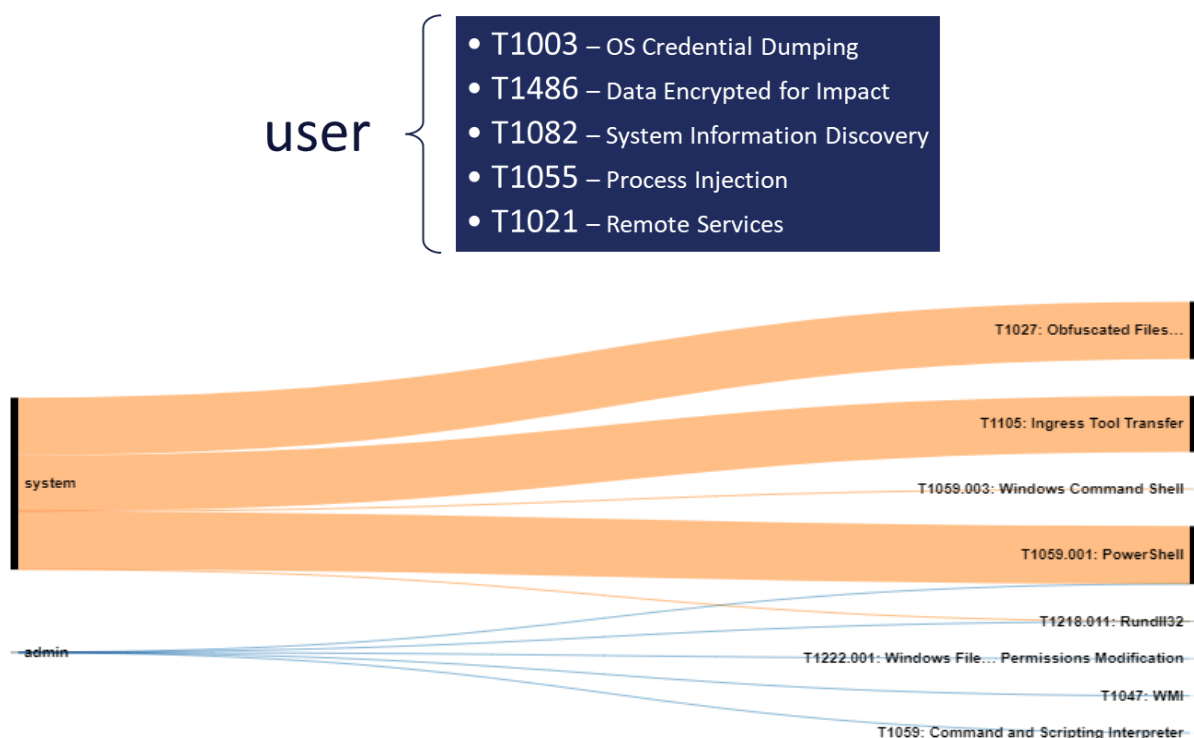 user
• T1003 – OS Credential Dumping
• T1486 – Data Encrypted for Impact
• T1082 – System Information Discovery
• T1055 – Process Injection
• T1021 – Remote Services
T1027: Obfuscated Files...
T1105: Ingress Tool Transfer
system
T1059.003: Windows Command Shell
T1059.001: PowerShell
T1218.011: Rundll32
admin
T1222.001: Windows File... Permissions Modification
T1047: WMI
T1059: Command and Scripting Interpreter